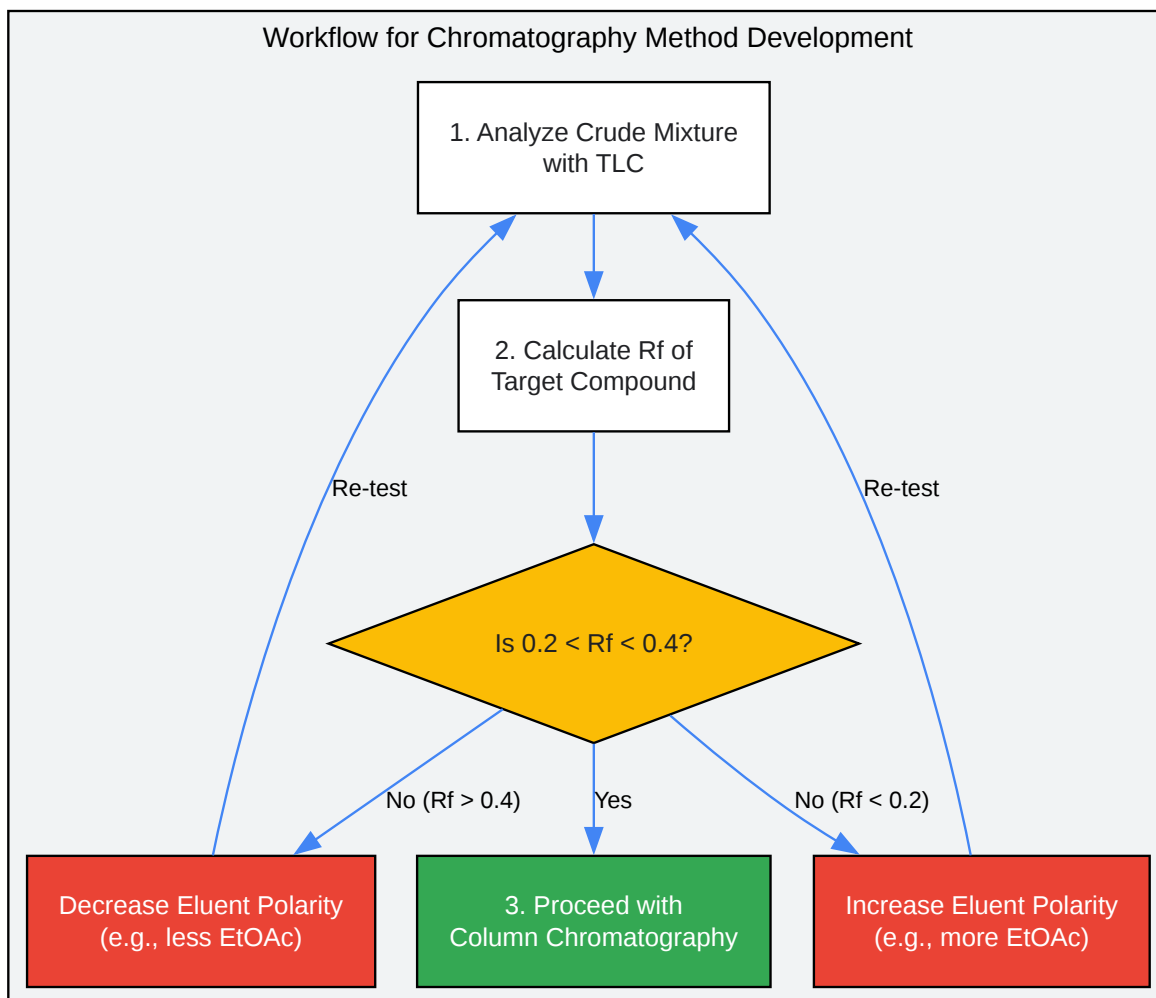 Workflow for Chromatography Method Development
1. Analyze Crude Mixture
with TLC
2. Calculate Rf of
Target Compound
Re-test
Re-test
Is 0.2 < Rf < 0.4?
No (Rf > 0.4)
Yes
No (Rf < 0.2)
Decrease Eluent Polarity
(e.g., less EtOAc)
3. Proceed with
Column Chromatography
Increase Eluent Polarity
(e.g., more EtOAc)